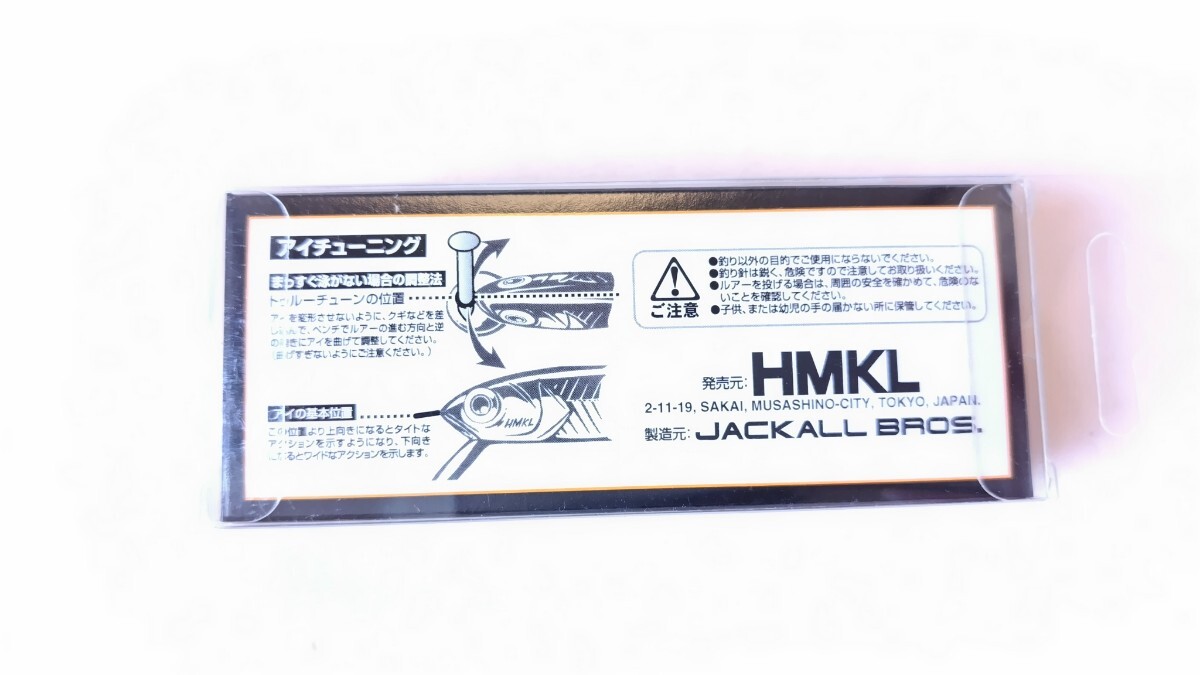 アイチューニング
まっすぐ泳がない場合の調整法
トゥルーチューンの位置
アイを変形させないように、クギなどを差
し込んで、ペンチでルアーの進む方向と逆
の向きにアイを曲げて調整してください。
(曲げすぎないようにご注意ください。)
アイの基本位置
この位置より上向きになるとタイトな
アクションを示すようになり、下向き
になるとワイドなアクションを示します。
HMKL
ご注意
●釣り以外の目的でご使用にならないでください。
●釣り針は鋭く、危険ですので注意してお取り扱いください。
●ルアーを投げる場合は、周囲の安全を確かめて、危険のな
いことを確認してください。
●子供、または幼児の手の届かない所に保管してください。
発売元: HMKL
2-11-19, SAKAI, MUSASHINO-CITY, TOKYO, JAPAN.
製造元: JACKALL BROS.